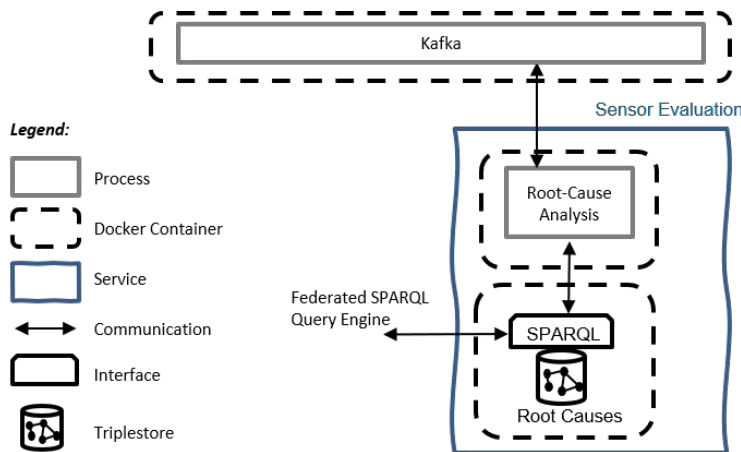 Kafka
Sensor Evaluation
Legend:
Process
Docker Container
Service
Communication
Interface
Triplestore
Root-Cause
Analysis
Federated SPARQL
Query Engine
SPARQL
Root Causes